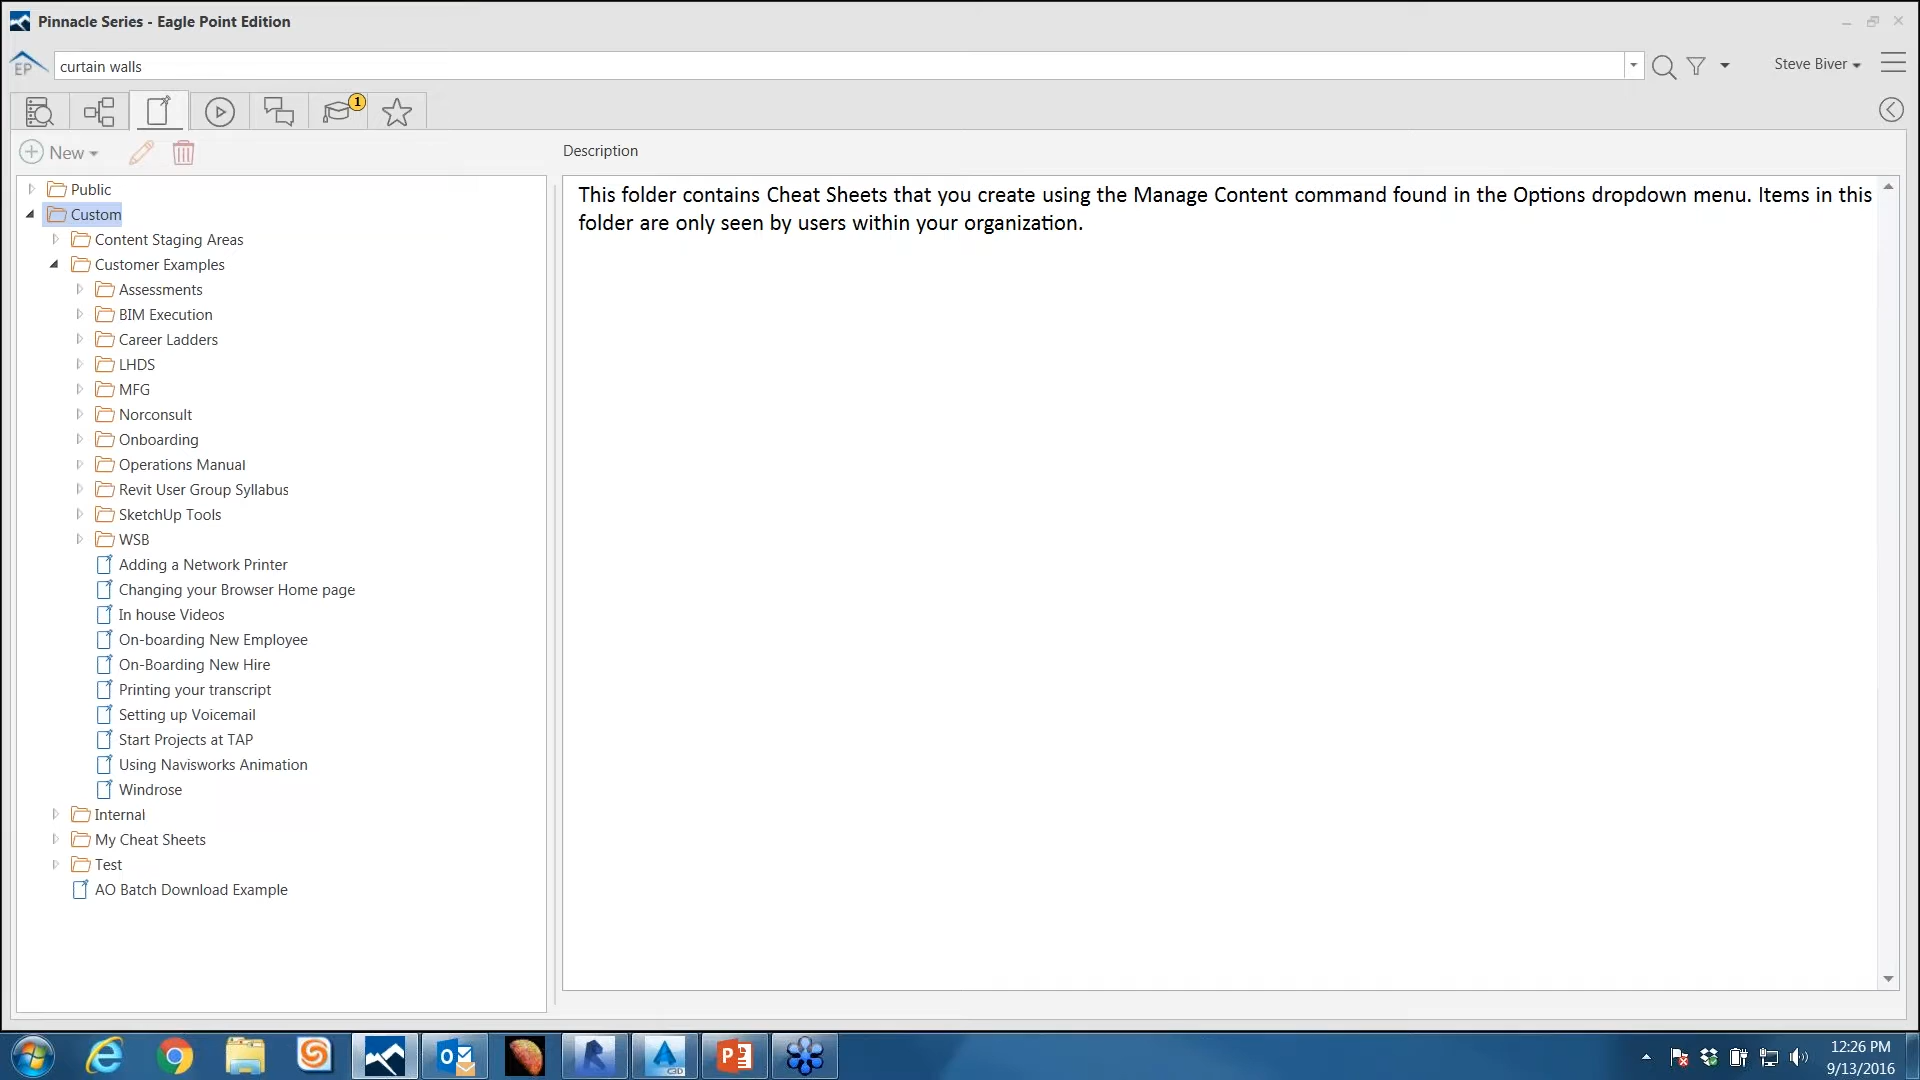 Pinnacle Series - Eagle Point Edition
EP
curtain walls
Steve Biver
1
New
Description
Public
Custom
Content Staging Areas
Customer Examples
Assessments
BIM Execution
Career Ladders
LHDS
MFG
Norconsult
Onboarding
Operations Manual
Revit User Group Syllabus
SketchUp Tools
WSB
Adding a Network Printer
Changing your Browser Home page
In house Videos
On-boarding New Employee
On-Boarding New Hire
Printing your transcript
Setting up Voicemail
Start Projects at TAP
Using Navisworks Animation
Windrose
Internal
My Cheat Sheets
Test
AO Batch Download Example
This folder contains Cheat Sheets that you create using the Manage Content command found in the Options dropdown menu. Items in this
folder are only seen by users within your organization.
C3D
12:26 PM
9/13/2016